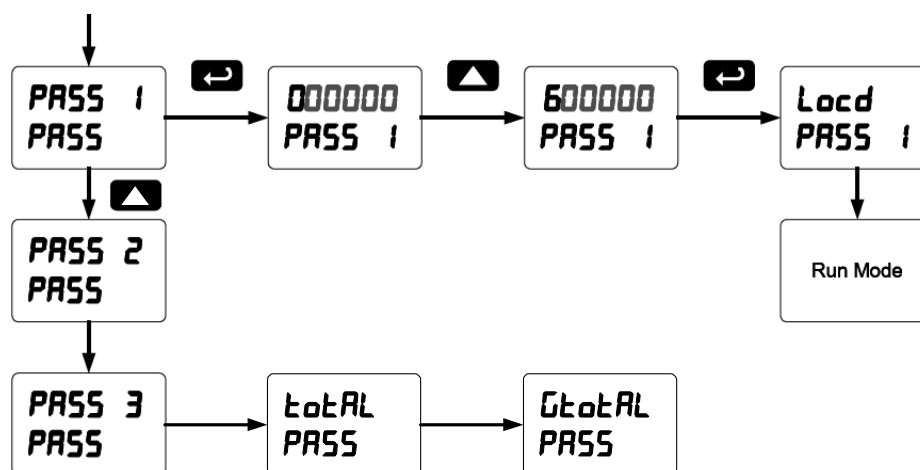 PASS 1
PASS
000000
PASS 1
600000
PASS 1
Locd
PASS 1
PASS 2
PASS
Run Mode
PASS 3
PASS
totAL
PASS
GtotAL
PASS